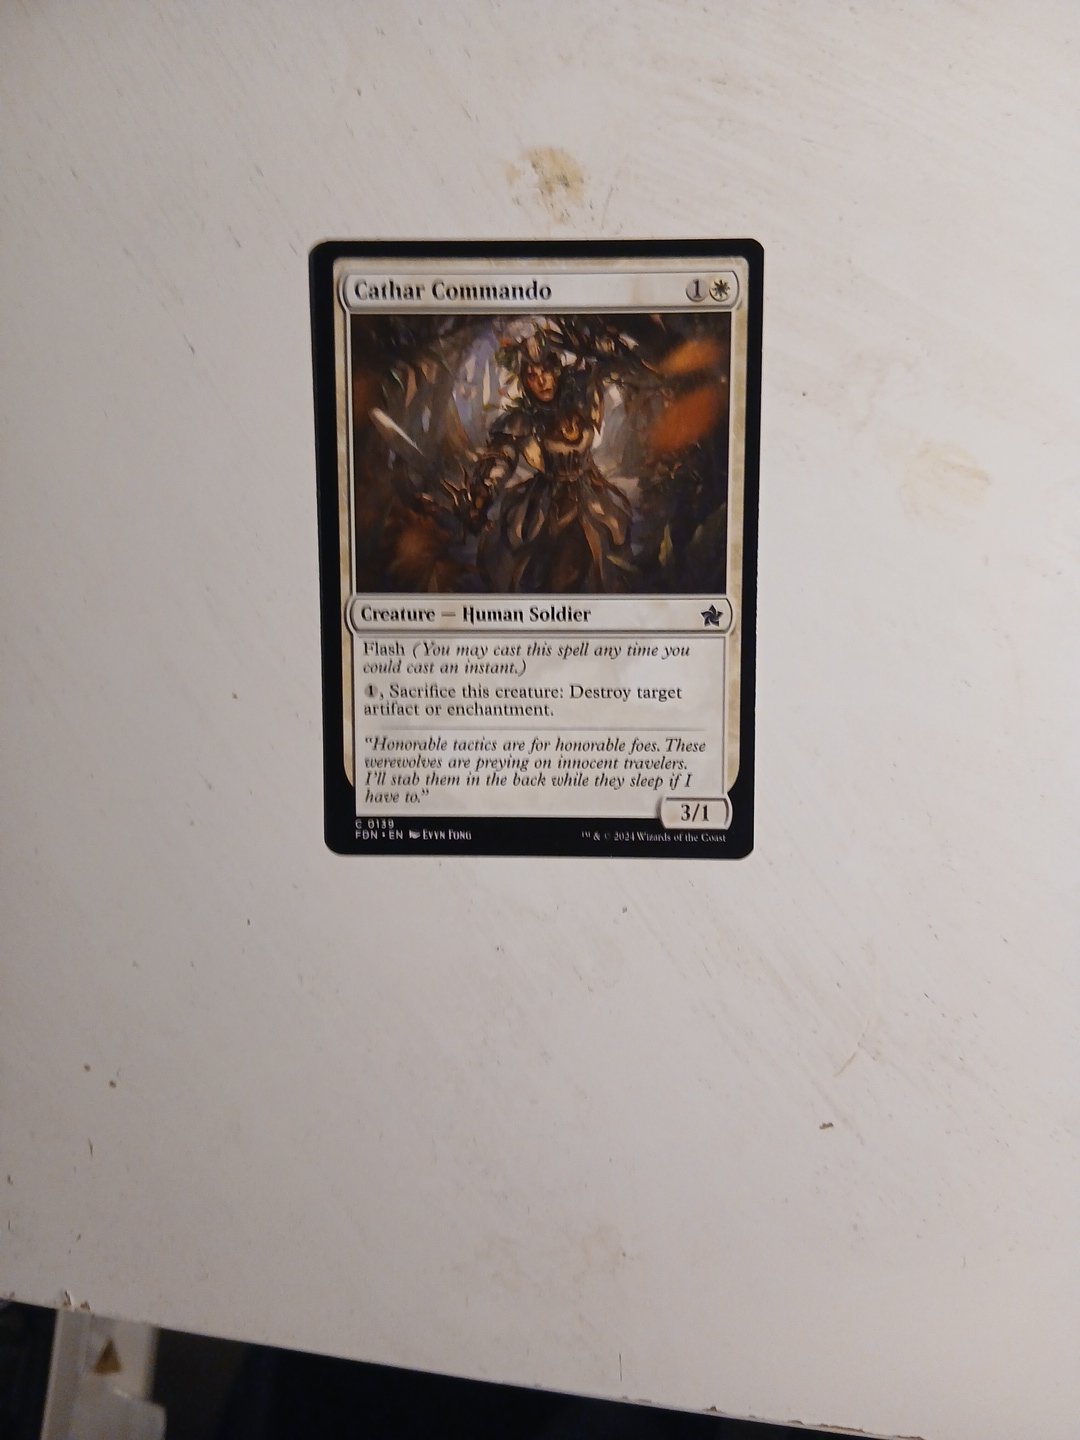 Cathar Commando 1
Creature — Human Soldier
Flash (You may cast this spell any time you
could cast an instant.)
1, Sacrifice this creature: Destroy target
artifact or enchantment.
“Honorable tactics are for honorable foes. These
werewolves are preying on innocent travelers.
I’ll stab them in the back while they sleep if I
have to.”
3/1
C 0139
FDN • EN Evyn Fong
™ & © 2024 Wizards of the Coast